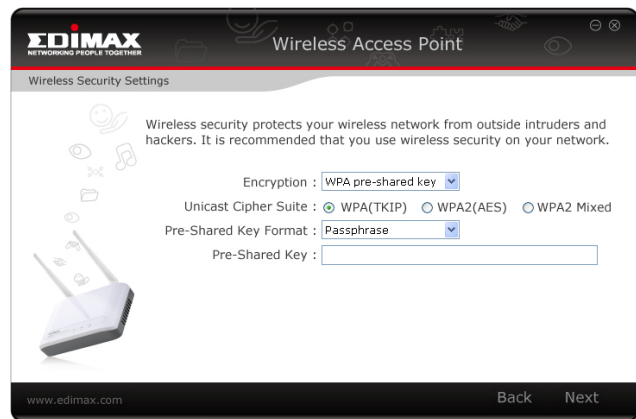 EDIMAX
NETWORKING PEOPLE TOGETHER
Wireless Access Point
Wireless Security Settings
Wireless security protects your wireless network from outside intruders and
hackers. It is recommended that you use wireless security on your network.
Encryption : WPA pre-shared key
Unicast Cipher Suite : WPA(TKIP) WPA2(AES) WPA2 Mixed
Pre-Shared Key Format : Passphrase
Pre-Shared Key :
www.edimax.com
Back Next